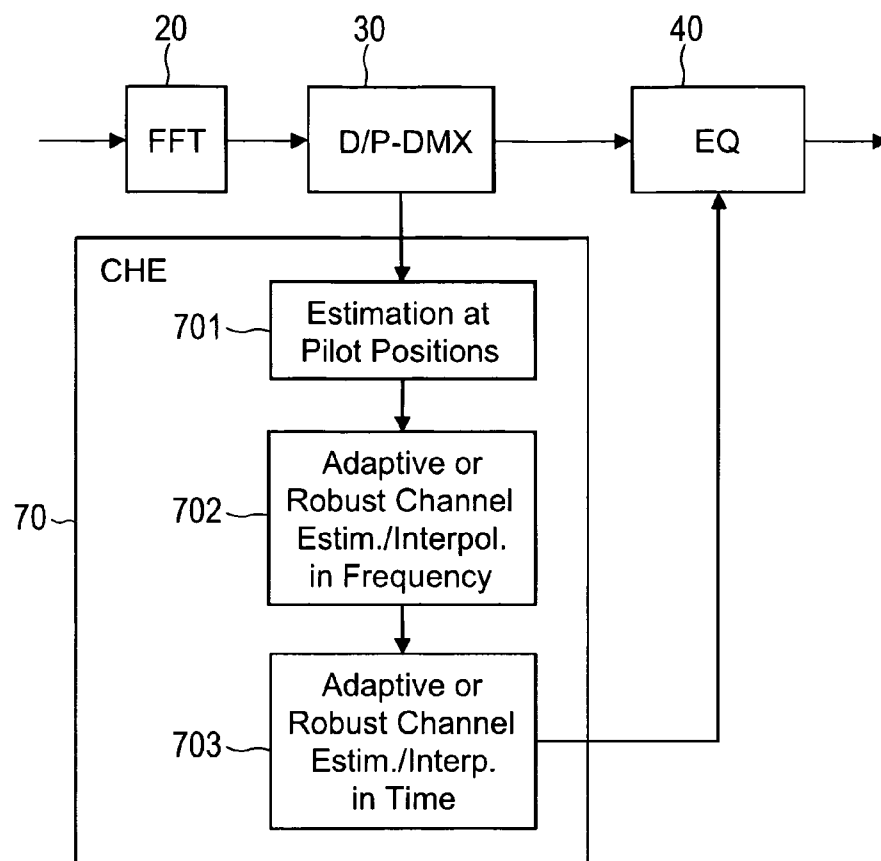 20
30
40
FFT
D/P-DMX
EQ
CHE
701
Estimation at
Pilot Positions
70
702
Adaptive or
Robust Channel
Estim./Interpol.
in Frequency
703
Adaptive or
Robust Channel
Estim./Interp.
in Time